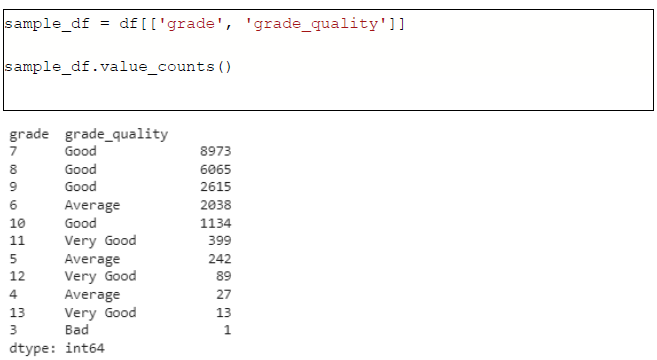 sample_df = df[['grade', 'grade_quality']]
sample_df.value_counts()
grade  grade_quality
7      Good             8973
8      Good             6065
9      Good             2615
6      Average          2038
10     Good             1134
11     Very Good         399
5      Average           242
12     Very Good          89
4      Average            27
13     Very Good          13
3      Bad                 1
dtype: int64